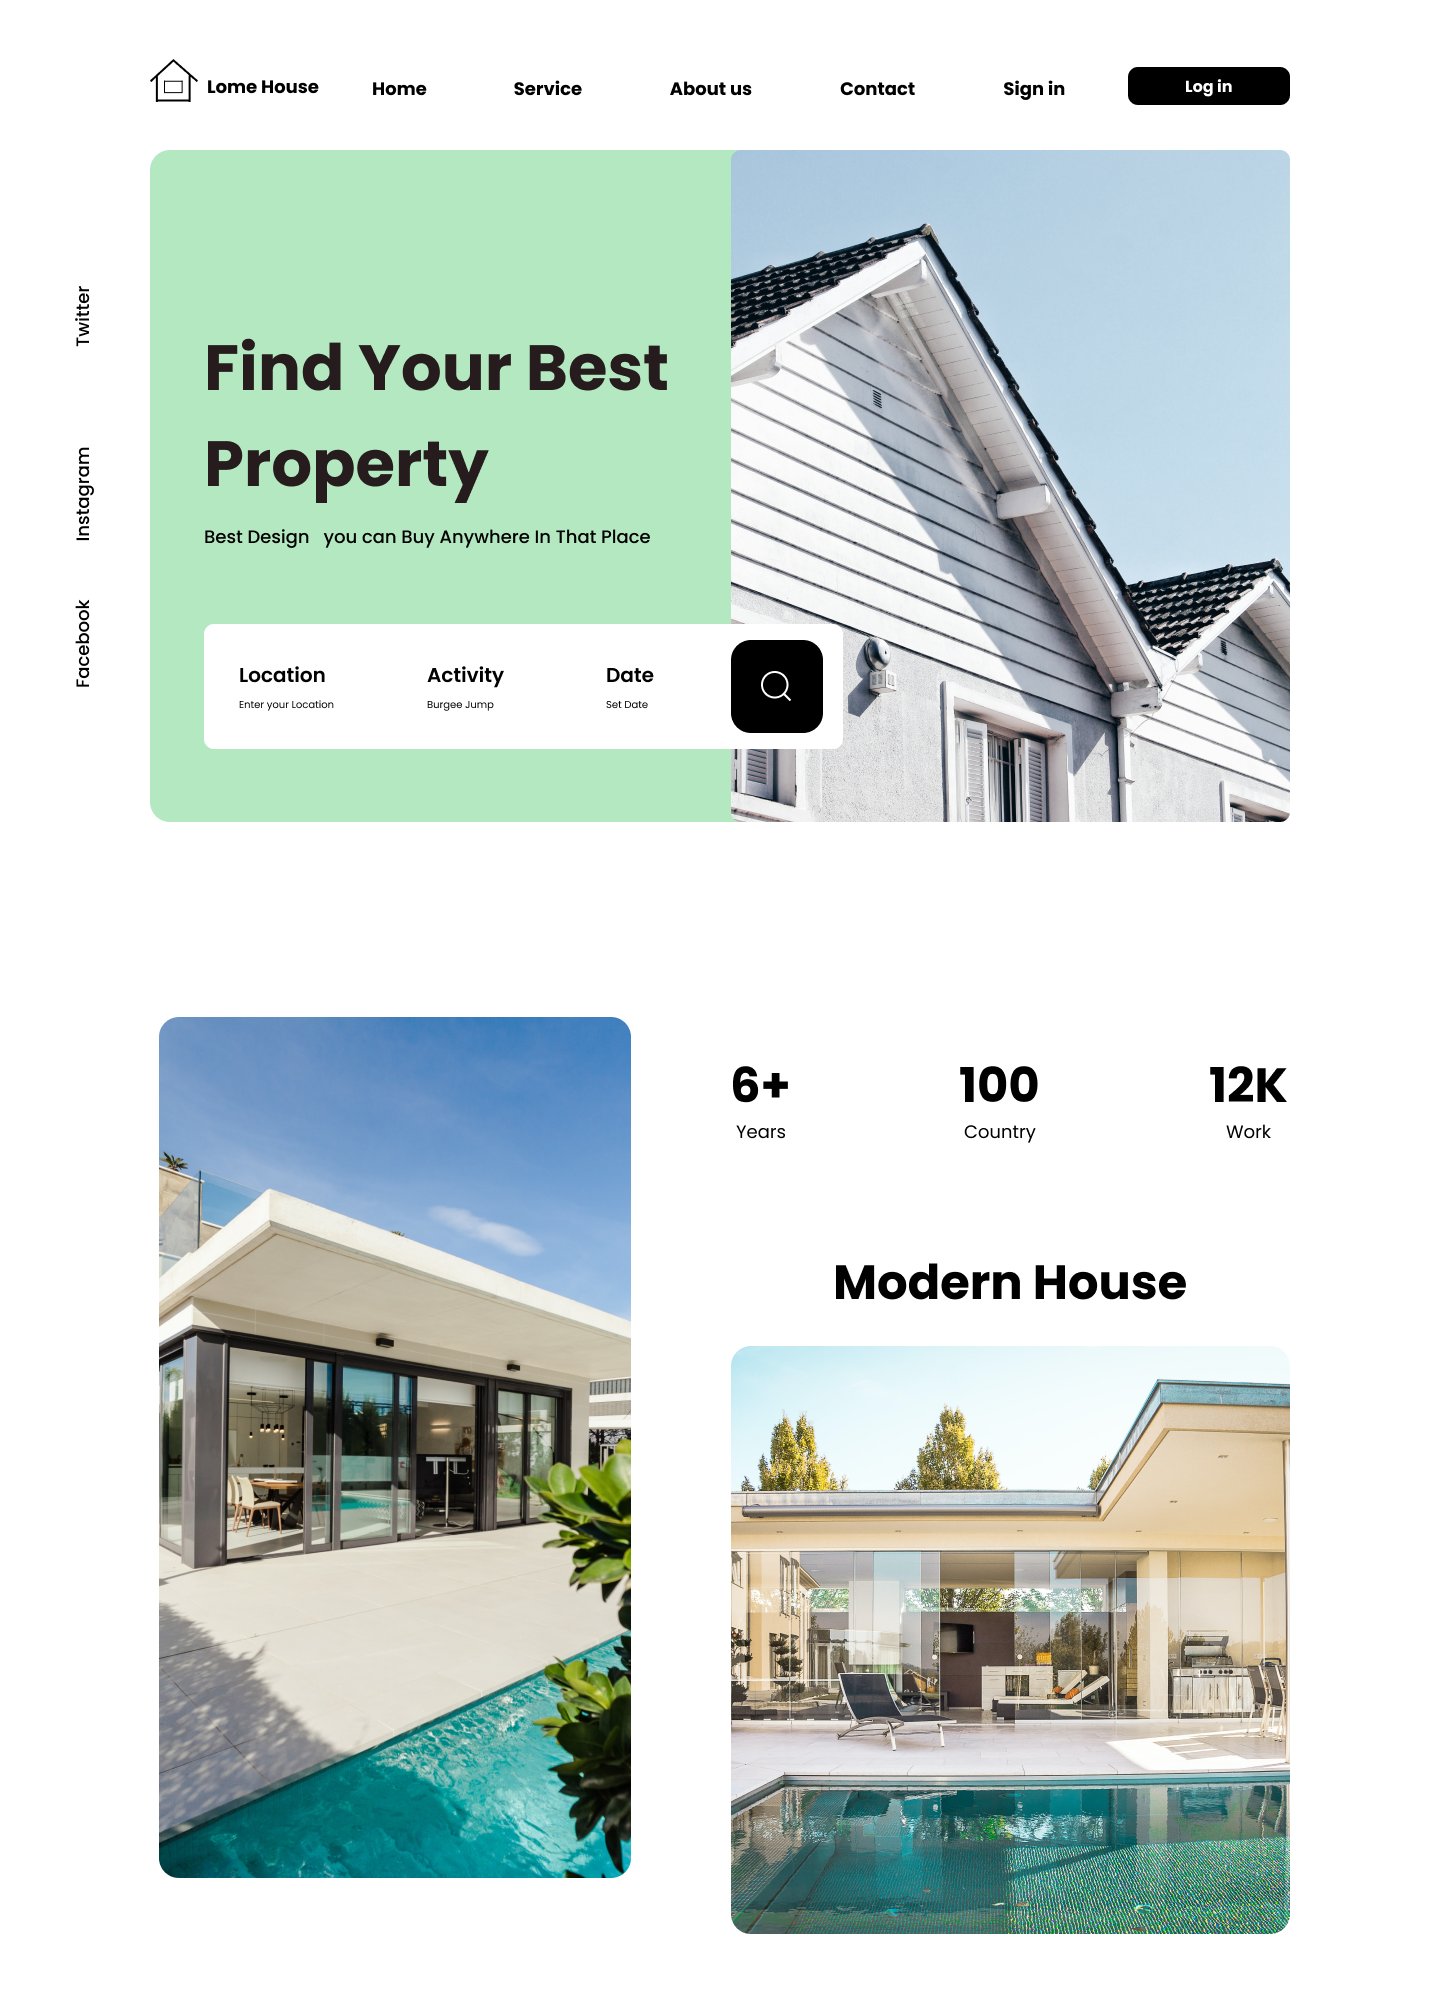 Lome House
Home
Service
About us
Contact
Sign in
Log in
Twitter
Instagram
Facebook
Find Your Best
Property
Best Design you can Buy Anywhere In That Place
Location
Enter your Location
Activity
Burgee Jump
Date
Set Date
6+
Years
100
Country
12K
Work
Modern House